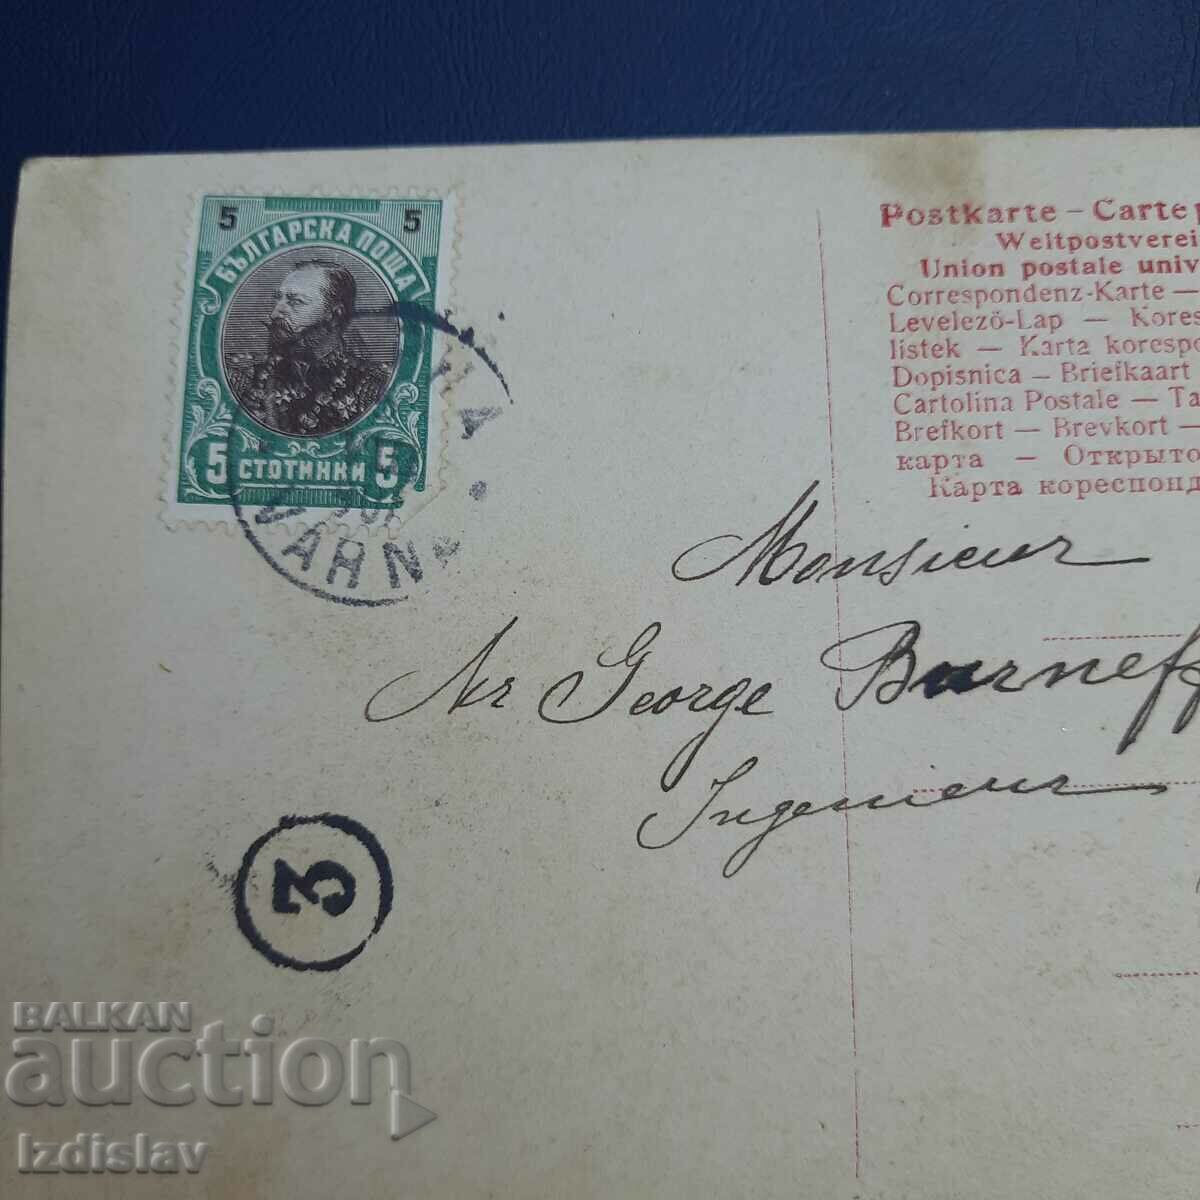 5 5
БЪЛГАРСКА ПОЩА
5 СТОТИНКИ 5
VARN
3
Postkarte – Carte
Weltpostverei
Union postale univ
Correspondenz-Karte –
Levelező-Lap — Kores
listek — Karta korespo
Dopisnica – Briefkaart
Cartolina Postale – Ta
Brefkort — Brevkort —
карта — Открыто
Карта кореспонд
Monsieur
Mr George Burneff
Ingenieur
BALKAN
auction
Izdislav